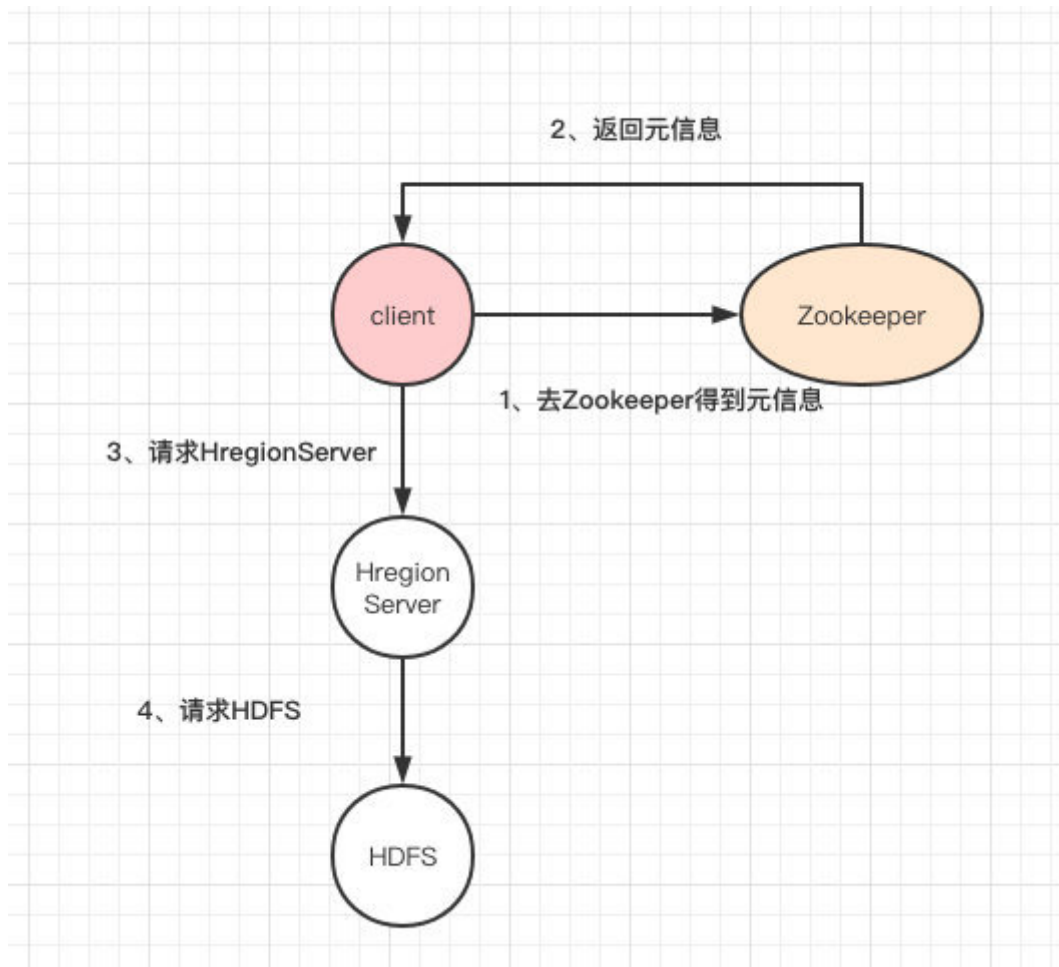 2、返回元信息
client
Zookeeper
1、去Zookeeper得到元信息
3、请求HregionServer
Hregion
Server
4、请求HDFS
HDFS